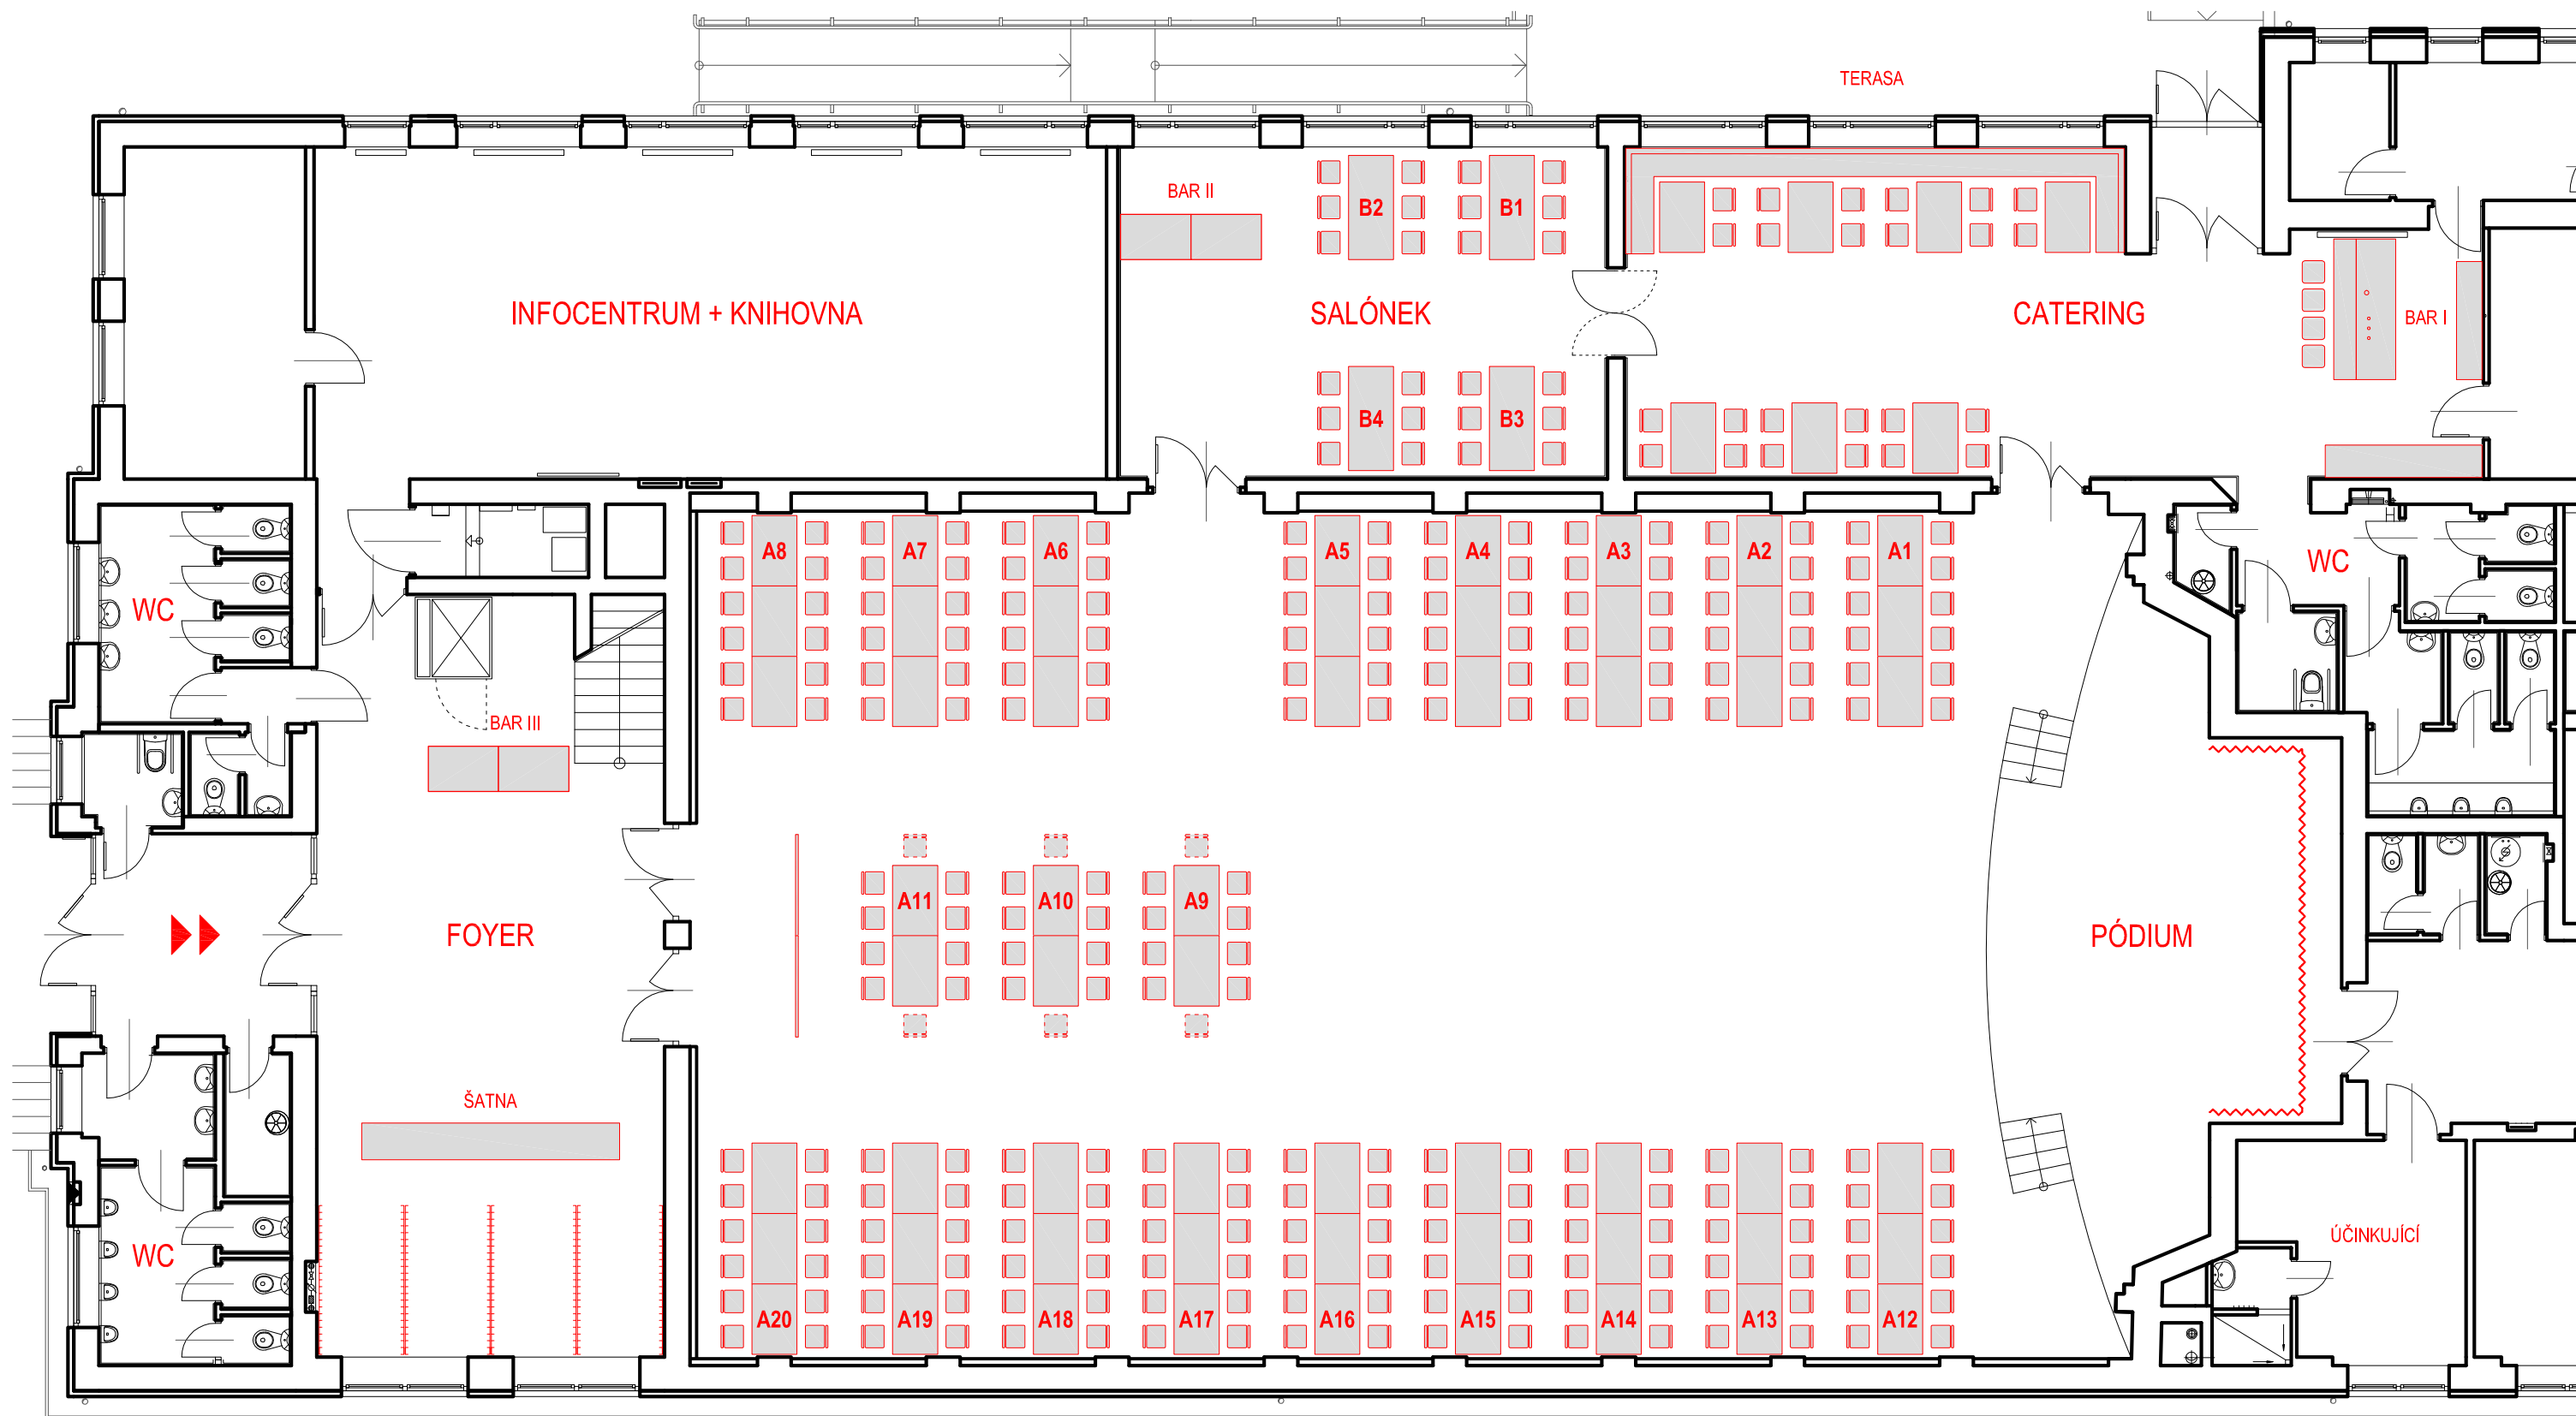 TERASA
BAR II
B2
B1
INFOCENTRUM + KNIHOVNA
SALÓNEK
CATERING
BAR I
B4
B3
A8
A7
A6
A5
A4
A3
A2
A1
WC
WC
BAR III
A11
A10
A9
FOYER
PÓDIUM
ŠATNA
ÚČINKUJÍCÍ
WC
A20
A19
A18
A17
A16
A15
A14
A13
A12